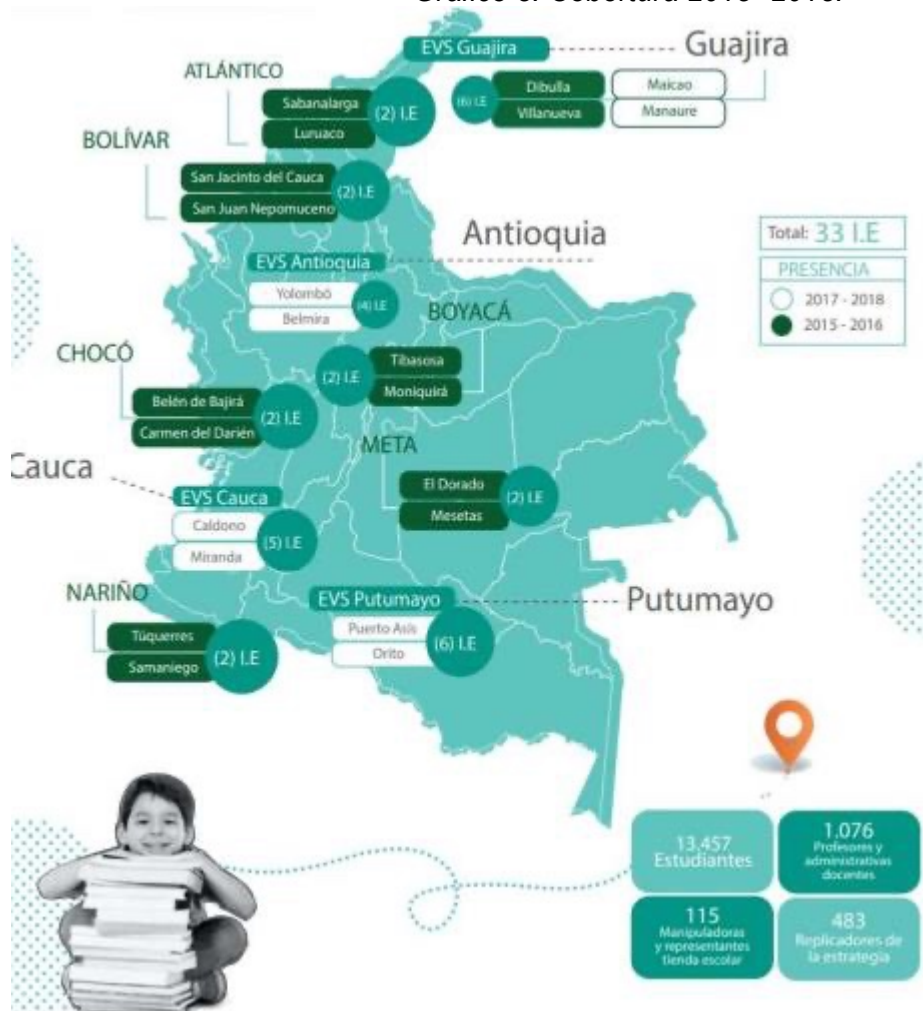 Gráfico 3. Cobertura 2015- 2018.
EVS Guajira
Guajira
ATLÁNTICO
Sabanalarga
Luruaco
(2) I.E
(6) I.E
Dibulla
Villanueva
Maicao
Manaure
BOLÍVAR
San Jacinto del Cauca
San Juan Nepomuceno
(2) I.E
Antioquia
EVS Antioquia
Yolombó
Belmira
(4) I.E
Total: 33 I.E
PRESENCIA
2017 - 2018
2015 - 2016
BOYACÁ
(2) I.E
Tibasosa
Moniquirá
CHOCÓ
Belén de Bajirá
Carmen del Darién
(2) I.E
META
El Dorado
Mesetas
(2) I.E
Cauca
EVS Cauca
Caldono
Miranda
(5) I.E
NARIÑO
Túquerres
Samaniego
(2) I.E
EVS Putumayo
Putumayo
Puerto Asís
Orito
(6) I.E
13,457
Estudiantes
1.076
Profesores y
administrativas
docentes
115
Manipuladoras
y representantes
tienda escolar
483
Replicadores de
la estrategia